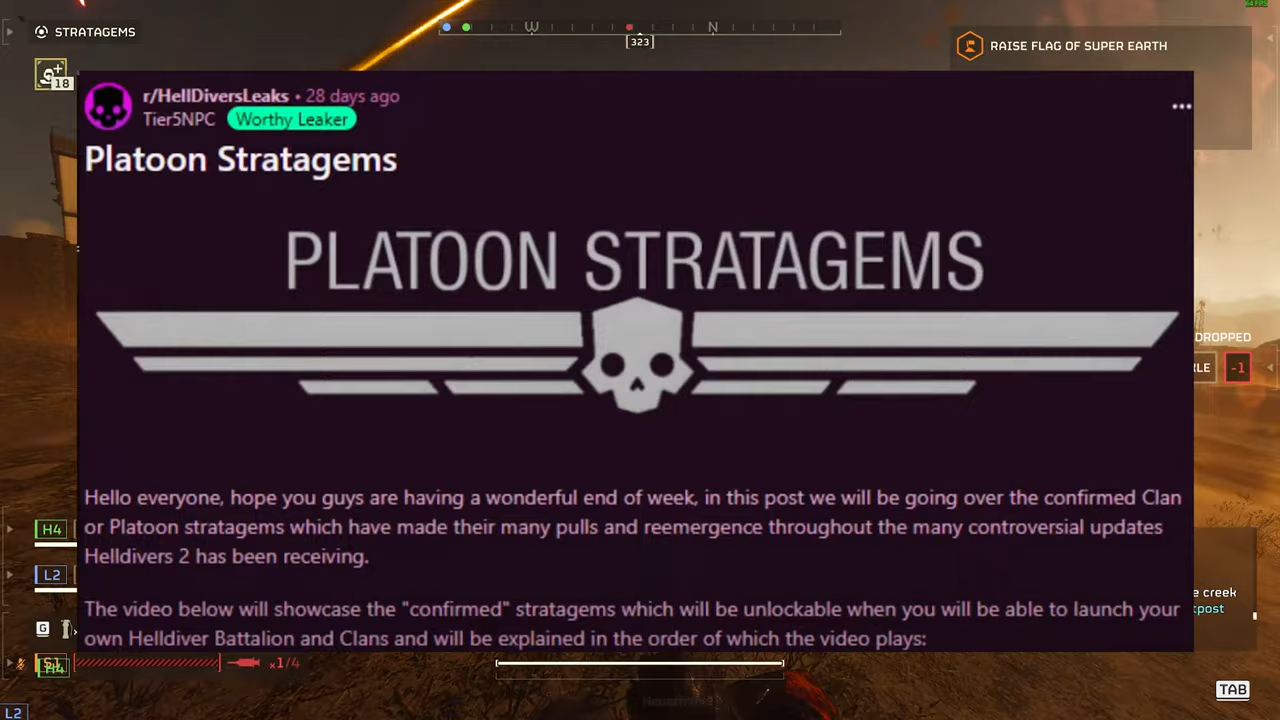 64 FPS
STRATAGEMS
W
N
[323]
RAISE FLAG OF SUPER EARTH
18
r/HellDiversLeaks • 28 days ago
Tier5NPC Worthy Leaker
Platoon Stratagems
PLATOON STRATAGEMS
DROPPED
-1
Hello everyone, hope you guys are having a wonderful end of week, in this post we will be going over the confirmed Clan
or Platoon stratagems which have made their many pulls and reemergence throughout the many controversial updates
Helldivers 2 has been receiving.
H4
L2
creek
The video below will showcase the "confirmed" stratagems which will be unlockable when you will be able to launch your
own Helldiver Battalion and Clans and will be explained in the order of which the video plays:
G
x1/4
H4
TAB
L2